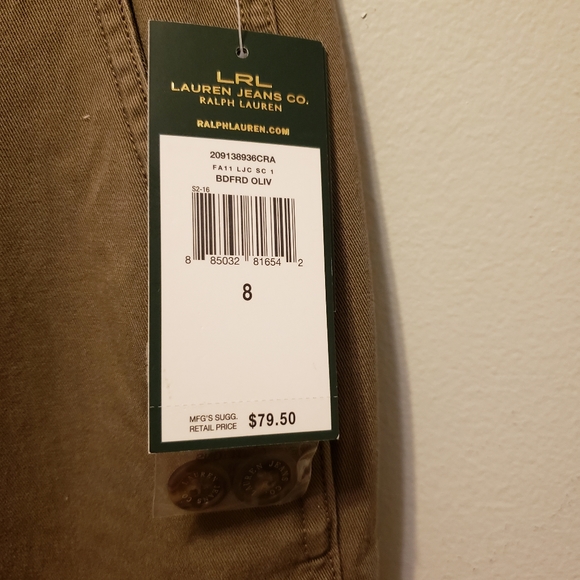 LRL
LAUREN JEANS CO.
RALPH LAUREN
RALPHLAUREN.COM
209138936CRA
FA11 LJC SC 1
BDFRD OLIV
S2-16
8 85032 81654 2
8
MFG'S SUGG.
RETAIL PRICE $79.50